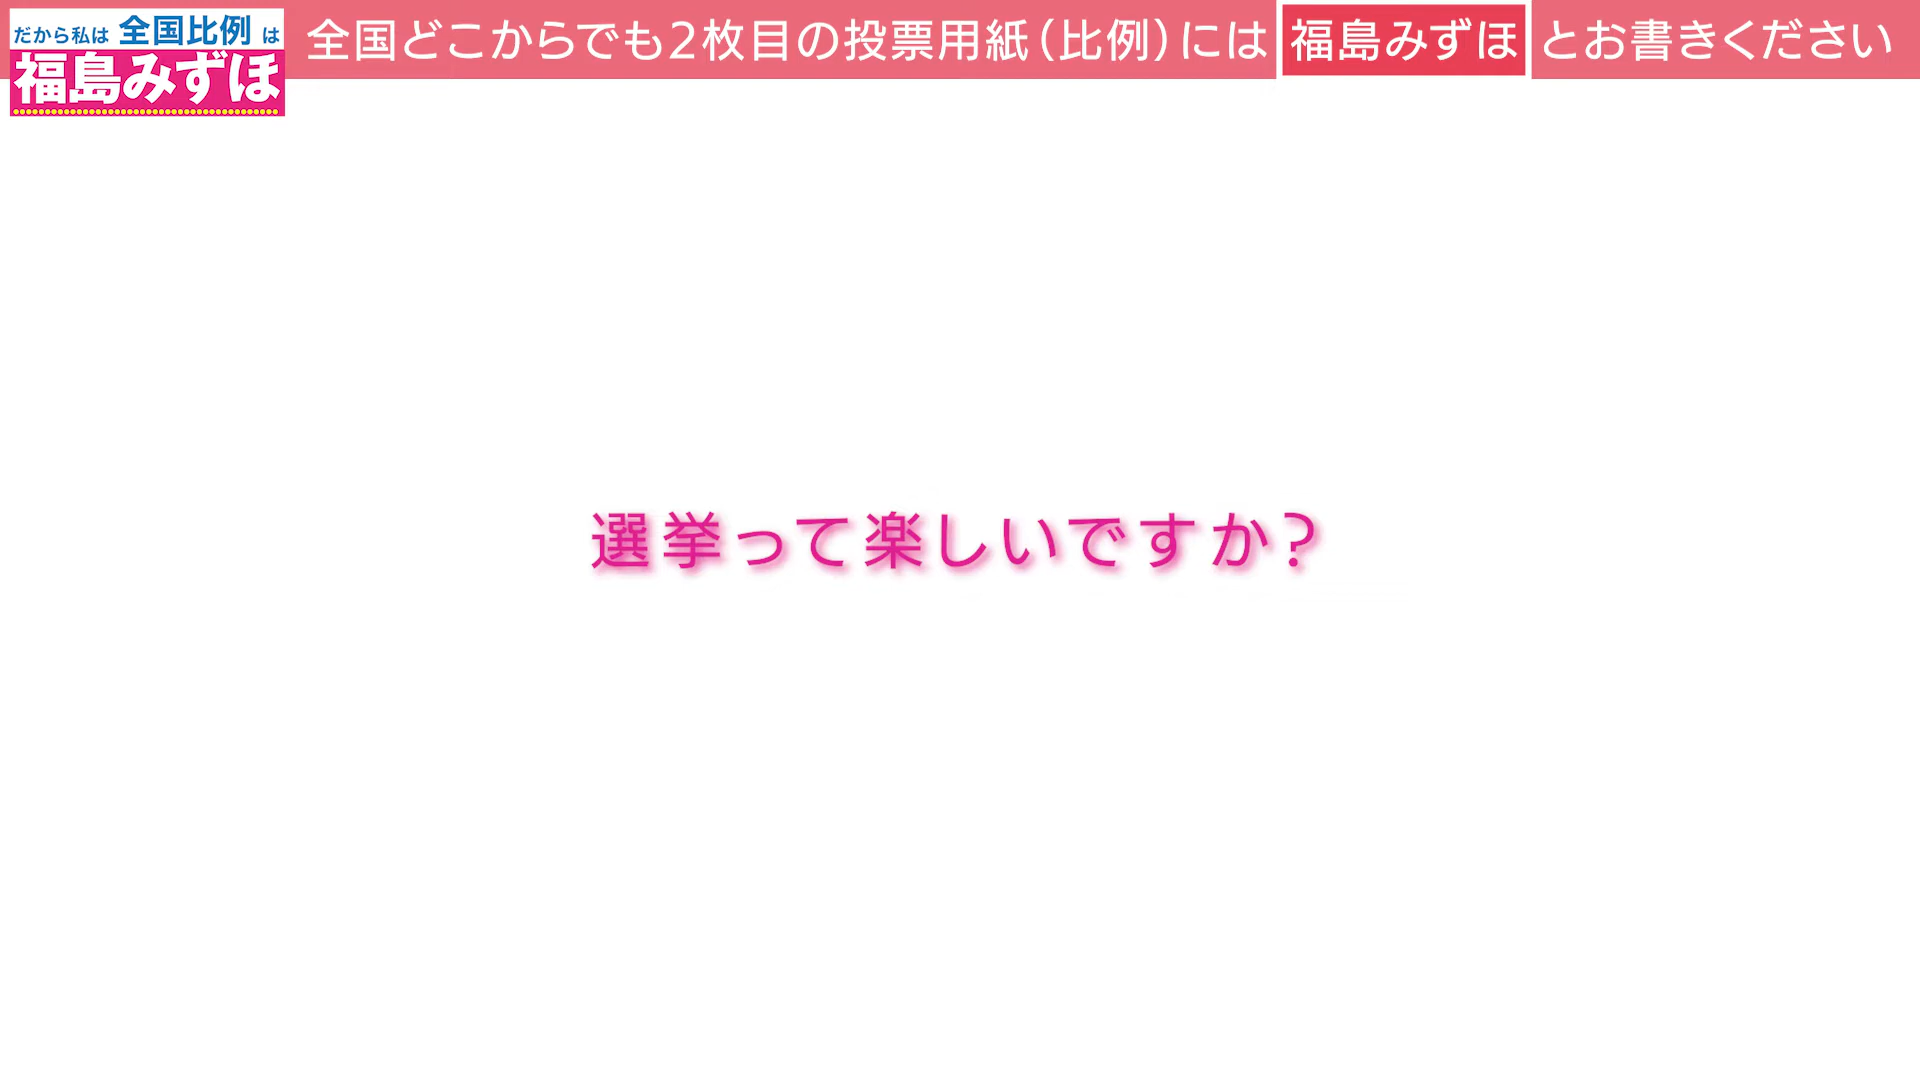 だから私は 全国比例 は
福島みずほ
全国どこからでも2枚目の投票用紙(比例)には 福島みずほ とお書きください
選挙って楽しいですか?